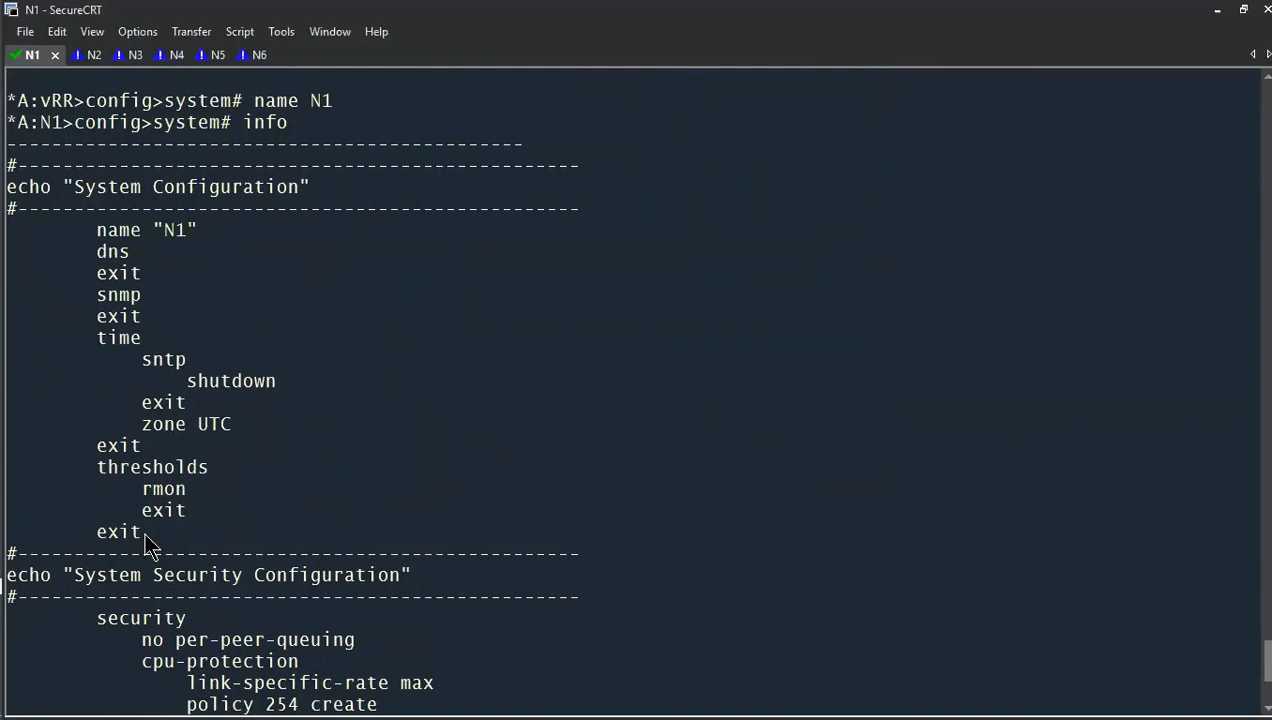 N1 - SecureCRT
File Edit View Options Transfer Script Tools Window Help
N1 N2 N3 N4 N5 N6
*A:vRR>config>system# name N1
*A:N1>config>system# info
----------------------------------------------
#--------------------------------------------------
echo "System Configuration"
#--------------------------------------------------
        name "N1"
        dns
        exit
        snmp
        exit
        time
            sntp
                shutdown
            exit
            zone UTC
        exit
        thresholds
            rmon
            exit
        exit
#--------------------------------------------------
echo "System Security Configuration"
#--------------------------------------------------
        security
            no per-peer-queuing
            cpu-protection
                link-specific-rate max
                policy 254 create